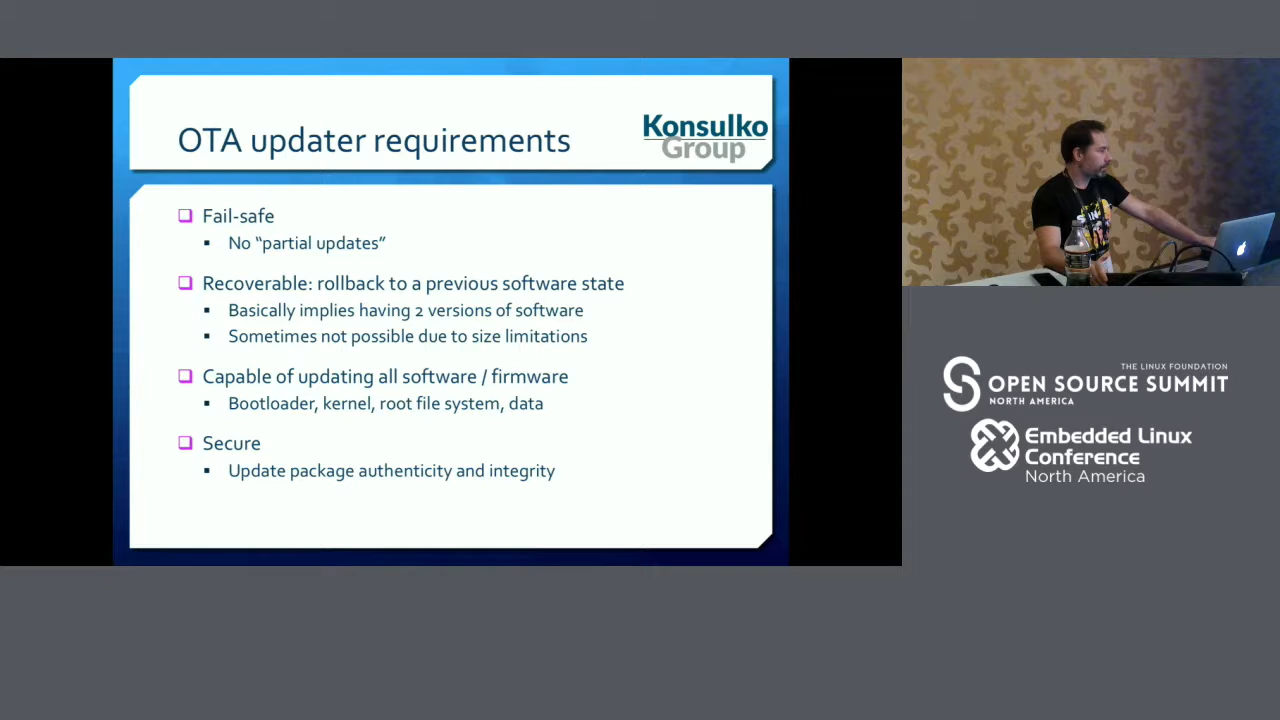 OTA updater requirements
Konsulko
Group
Fail-safe
No “partial updates”
Recoverable: rollback to a previous software state
Basically implies having 2 versions of software
Sometimes not possible due to size limitations
Capable of updating all software / firmware
Bootloader, kernel, root file system, data
Secure
Update package authenticity and integrity
THE LINUX FOUNDATION
OPEN SOURCE SUMMIT
NORTH AMERICA
Embedded Linux
Conference
North America